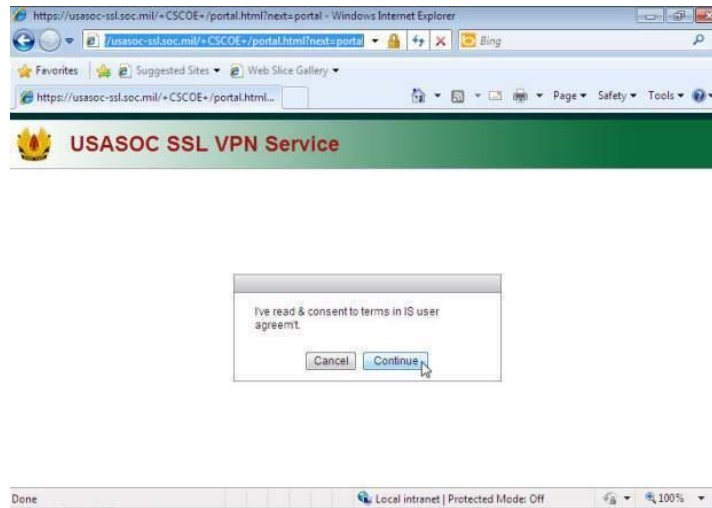 https://usasoc-ssl.soc.mil/+CSCOE+/portal.html?next=portal - Windows Internet Explorer
/usasoc-ssl.soc.mil/+CSCOE+/portal.html?next=portal
Bing
Favorites Suggested Sites Web Slice Gallery
https://usasoc-ssl.soc.mil/+CSCOE+/portal.html... Page Safety Tools
USASOC SSL VPN Service
I've read & consent to terms in IS user
agreem't.
Cancel Continue
Done Local intranet | Protected Mode: Off 100%